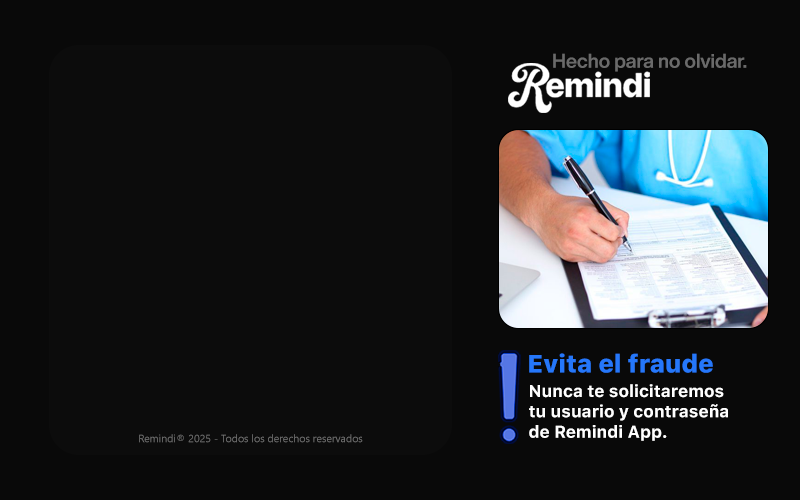 Hecho para no olvidar.
Remindi
Evita el fraude
Nunca te solicitaremos
tu usuario y contraseña
de Remindi App.
Remindi® 2025 - Todos los derechos reservados